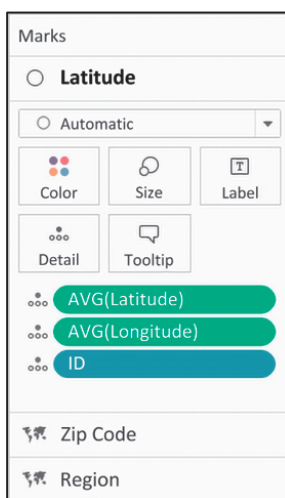 Marks
Latitude
Automatic
Color Size Label
T
Detail Tooltip
AVG(Latitude)
AVG(Longitude)
ID
Zip Code
Region